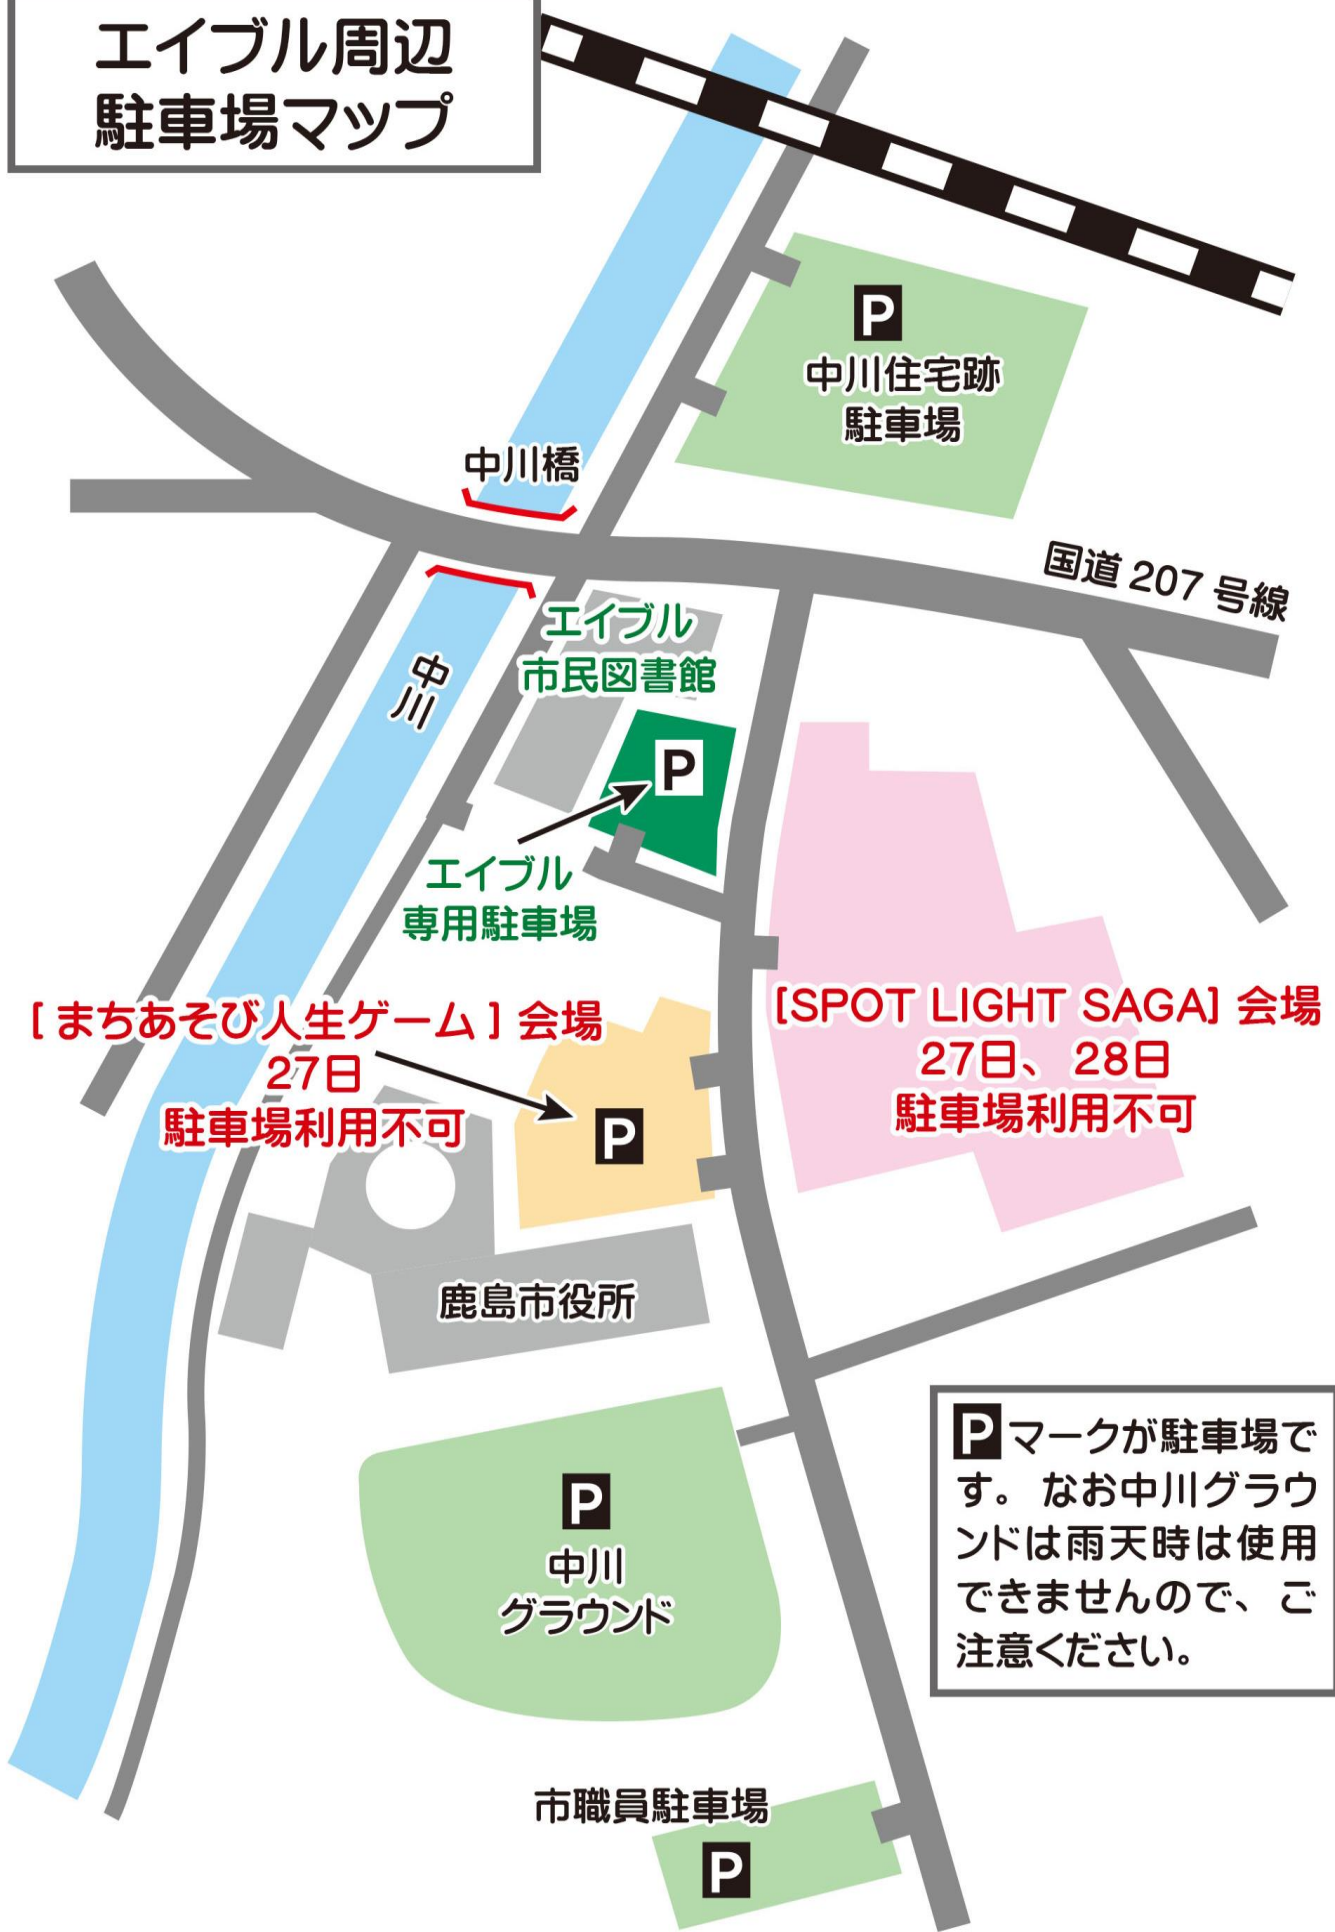 エイブル周辺
駐車場マップ
P
中川住宅跡
駐車場
中川橋
国道 207 号線
エイブル
市民図書館
中川
P
エイブル
専用駐車場
[ まちあそび人生ゲーム ] 会場
27日
駐車場利用不可
[SPOT LIGHT SAGA] 会場
27日、28日
駐車場利用不可
P
鹿島市役所
P
中川
グラウンド
Pマークが駐車場で
す。なお中川グラウ
ンドは雨天時は使用
できませんので、ご
注意ください。
市職員駐車場
P